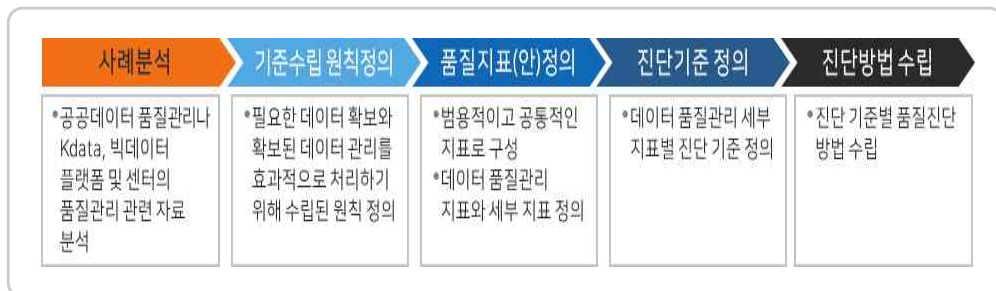 사례분석
기준수립 원칙정의
품질지표(안)정의
진단기준 정의
진단방법 수립
•공공데이터 품질관리나
Kdata, 빅데이터
플랫폼 및 센터의
품질관리 관련 자료
분석
•필요한 데이터 확보와
확보된 데이터 관리를
효과적으로 처리하기
위해 수립된 원칙 정의
•범용적이고 공통적인
지표로 구성
•데이터 품질관리
지표와 세부 지표 정의
•데이터 품질관리 세부
지표별 진단 기준 정의
•진단 기준별 품질진단
방법 수립